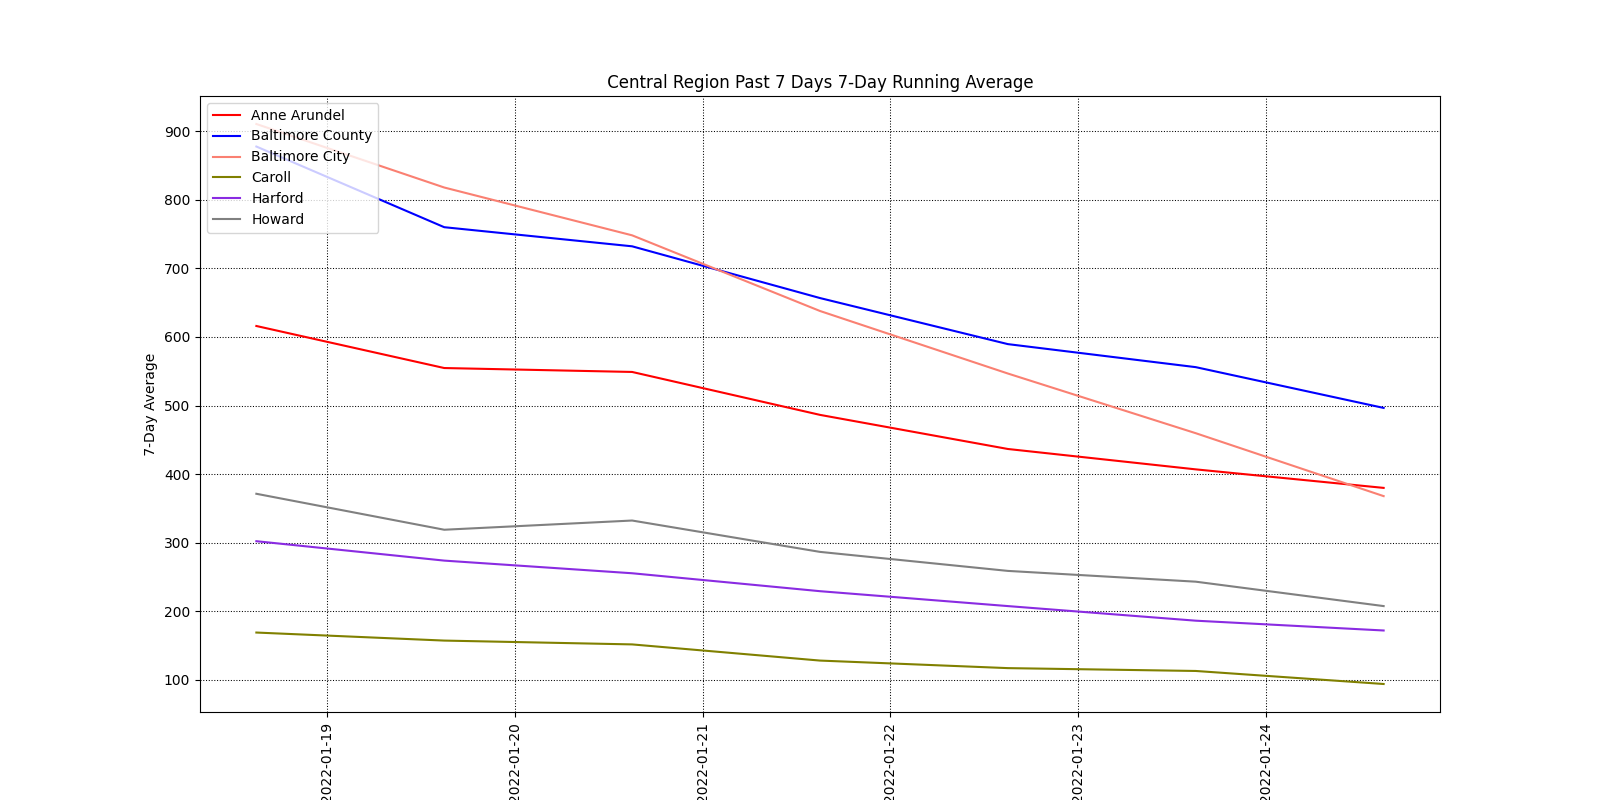 Central Region Past 7 Days 7-Day Running Average
Anne Arundel
Baltimore County
Baltimore City
Caroll
Harford
Howard
7-Day Average
900
800
700
600
500
400
300
200
100
2022-01-19
2022-01-20
2022-01-21
2022-01-22
2022-01-23
2022-01-24